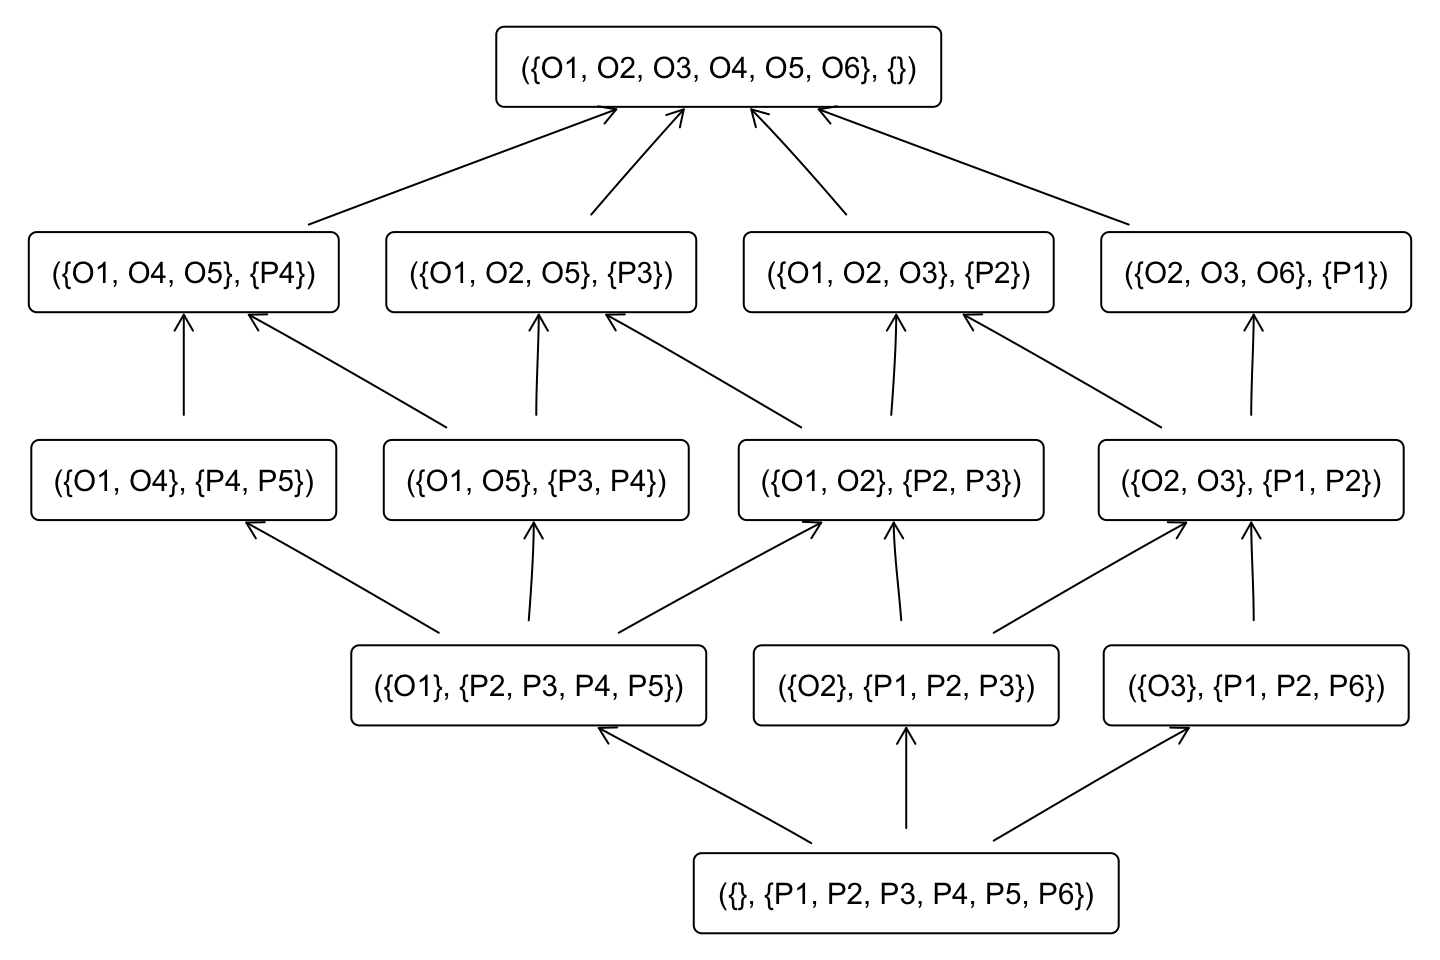 ({O1, O2, O3, O4, O5, O6}, {})
({O1, O4, O5}, {P4})
({O1, O2, O5}, {P3})
({O1, O2, O3}, {P2})
({O2, O3, O6}, {P1})
({O1, O4}, {P4, P5})
({O1, O5}, {P3, P4})
({O1, O2}, {P2, P3})
({O2, O3}, {P1, P2})
({O1}, {P2, P3, P4, P5})
({O2}, {P1, P2, P3})
({O3}, {P1, P2, P6})
({}, {P1, P2, P3, P4, P5, P6})